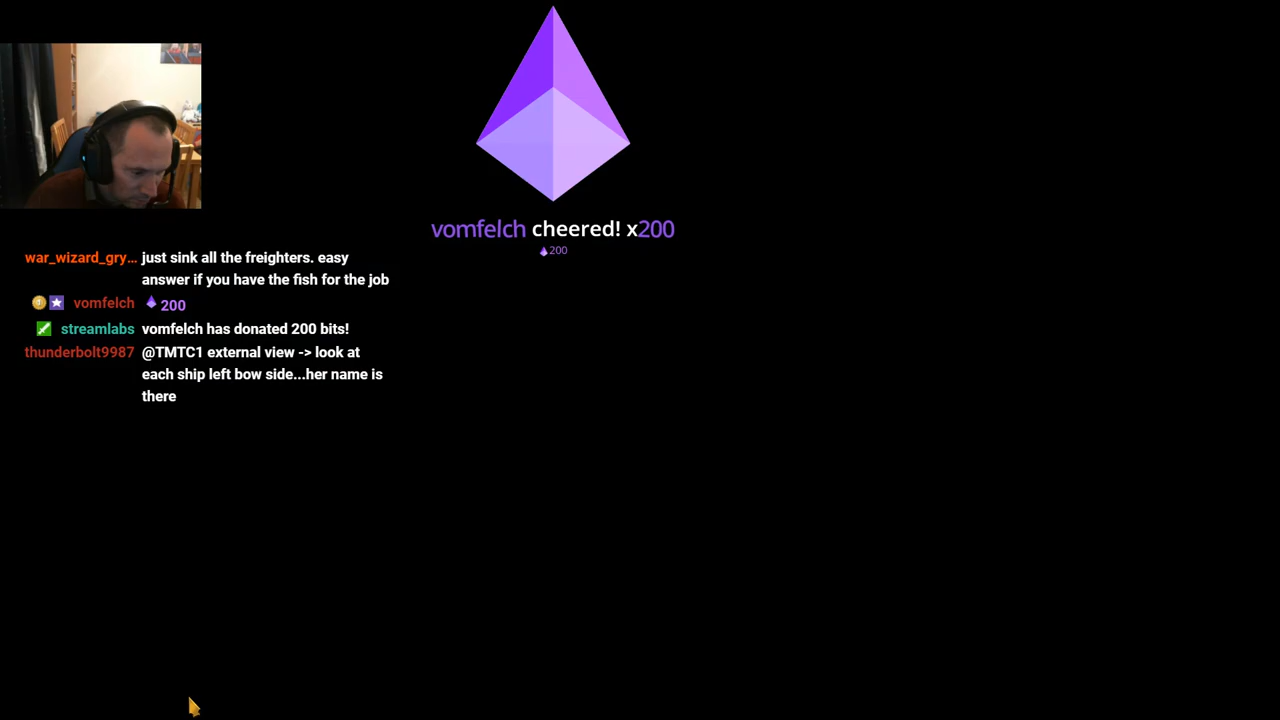 vomfelch cheered! x200
200
war_wizard_gry... just sink all the freighters. easy
answer if you have the fish for the job
vomfelch 200
streamlabs vomfelch has donated 200 bits!
thunderbolt9987 @TMTC1 external view -> look at
each ship left bow side...her name is
there